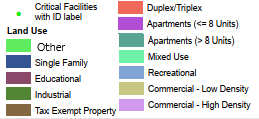 Critical Facilities
with ID label
Land Use
Other
Single Family
Educational
Industrial
Tax Exempt Property
Duplex/Triplex
Apartments (<= 8 Units)
Apartments (> 8 Units)
Mixed Use
Recreational
Commercial - Low Density
Commercial - High Density